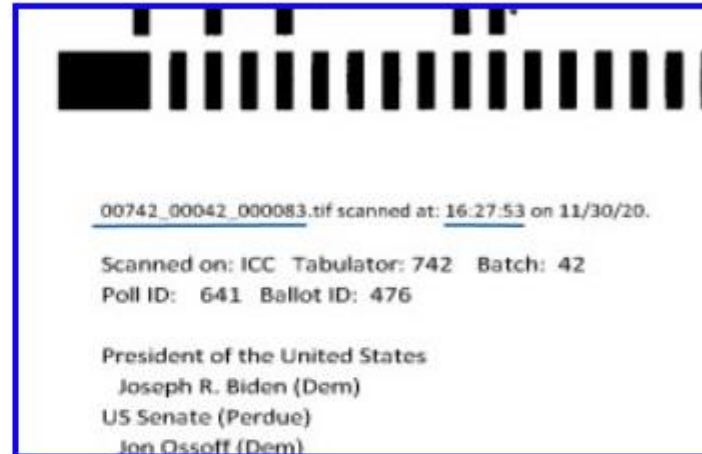 00742_00042_000083.tif scanned at: 16:27:53 on 11/30/20.
Scanned on: ICC Tabulator: 742 Batch: 42
Poll ID: 641 Ballot ID: 476
President of the United States
Joseph R. Biden (Dem)
US Senate (Perdue)
Jon Ossoff (Dem)